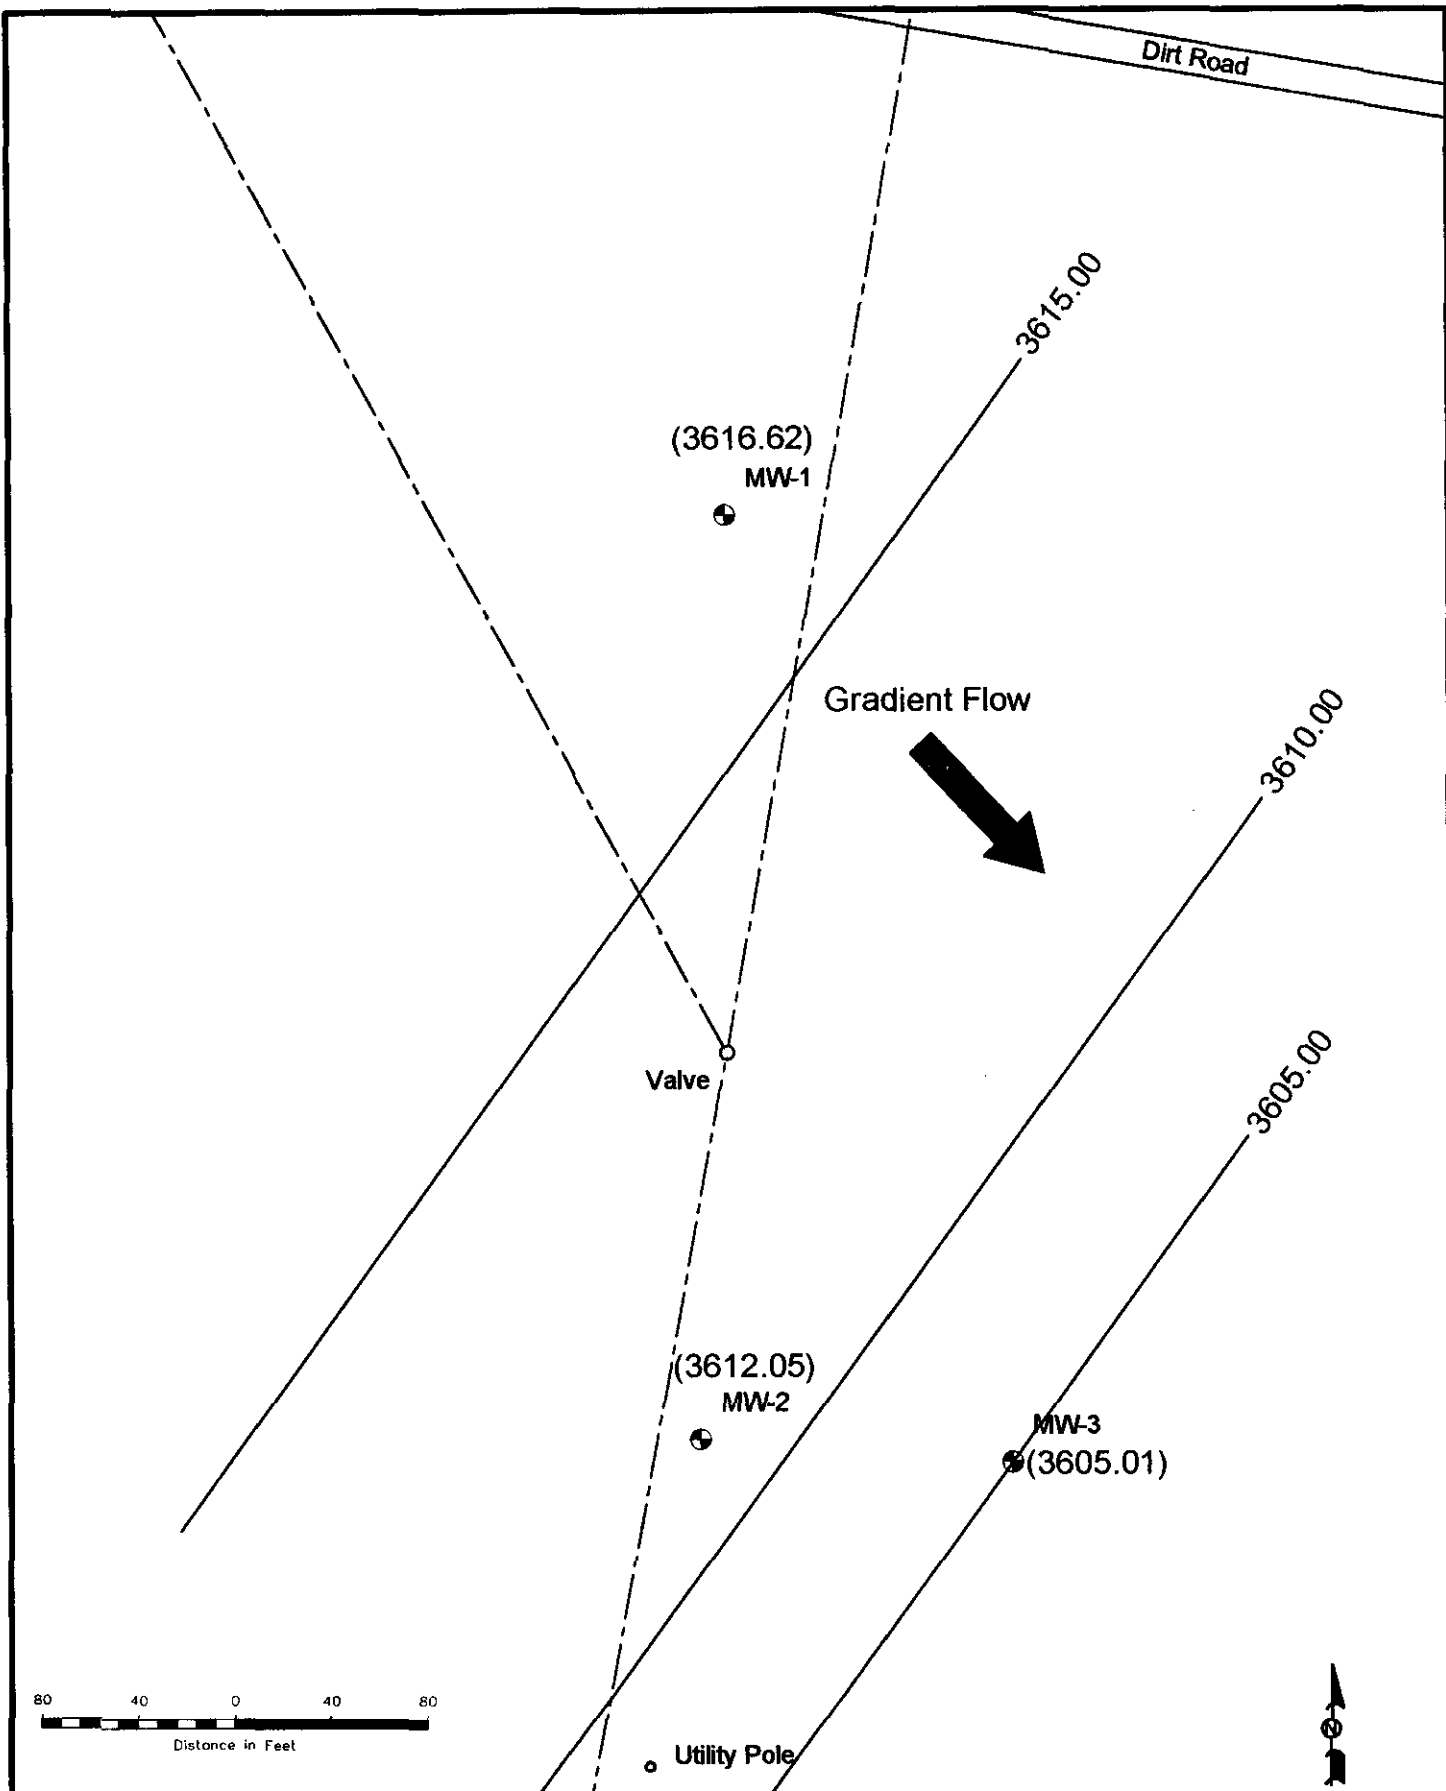 Dirt Road
3615.00
(3616.62)
MW-1
Gradient Flow
3610.00
3605.00
Valve
(3612.05)
MW-2
MW-3
(3605.01)
80 40 0 40 80
Distance in Feet
Utility Pole
N